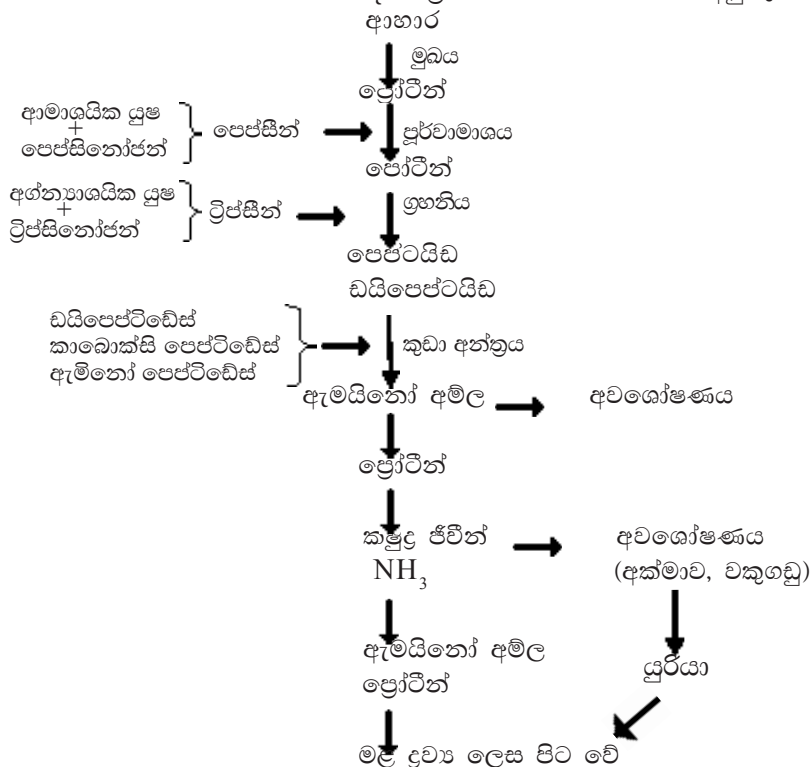 ආහාර
මුඛය
ප්‍රෝටීන්
ආමාශයික යුෂ
+
පෙප්සිනෝජන්
පෙප්සීන්
පූර්වාමාශය
පෝටීන්
අග්න්‍යාශයික යුෂ
+
ට්‍රිප්සිනෝජන්
ට්‍රිප්සීන්
ග්‍රහනිය
පෙප්ටයිඩ
ඩයිපෙප්ටයිඩ
ඩයිපෙප්ටිඩේස්
කාබොක්සි පෙප්ටිඩේස්
ඇමිනෝ පෙප්ටිඩේස්
කුඩා අන්ත්‍රය
ඇමයිනෝ අම්ල
අවශෝෂණය
ප්‍රෝටීන්
කෂුද්‍ර ජීවීන්
NH₃
අවශෝෂණය
(අක්මාව, වකුගඩු)
ඇමයිනෝ අම්ල
ප්‍රෝටීන්
යුරියා
මළ ද්‍රව්‍ය ලෙස පිට වේ